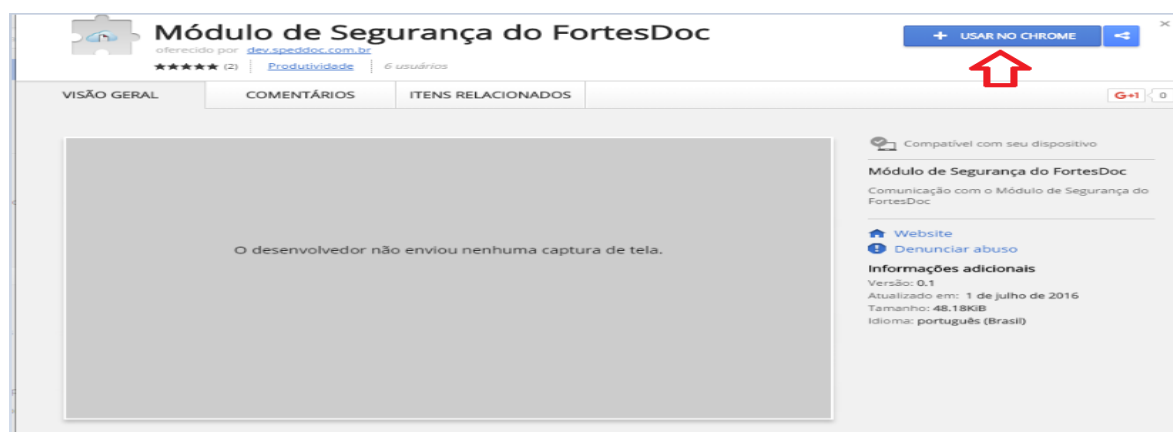 Módulo de Segurança do FortesDoc
oferecido por dev.speddoc.com.br
★★★★★ (2) Produtividade 6 usuários
+ USAR NO CHROME
×
VISÃO GERAL COMENTÁRIOS ITENS RELACIONADOS
G+1 0
O desenvolvedor não enviou nenhuma captura de tela.
Compatível com seu dispositivo
Módulo de Segurança do FortesDoc
Comunicação com o Módulo de Segurança do
FortesDoc
Website
Denunciar abuso
Informações adicionais
Versão: 0.1
Atualizado em: 1 de julho de 2016
Tamanho: 48.18KiB
Idioma: português (Brasil)